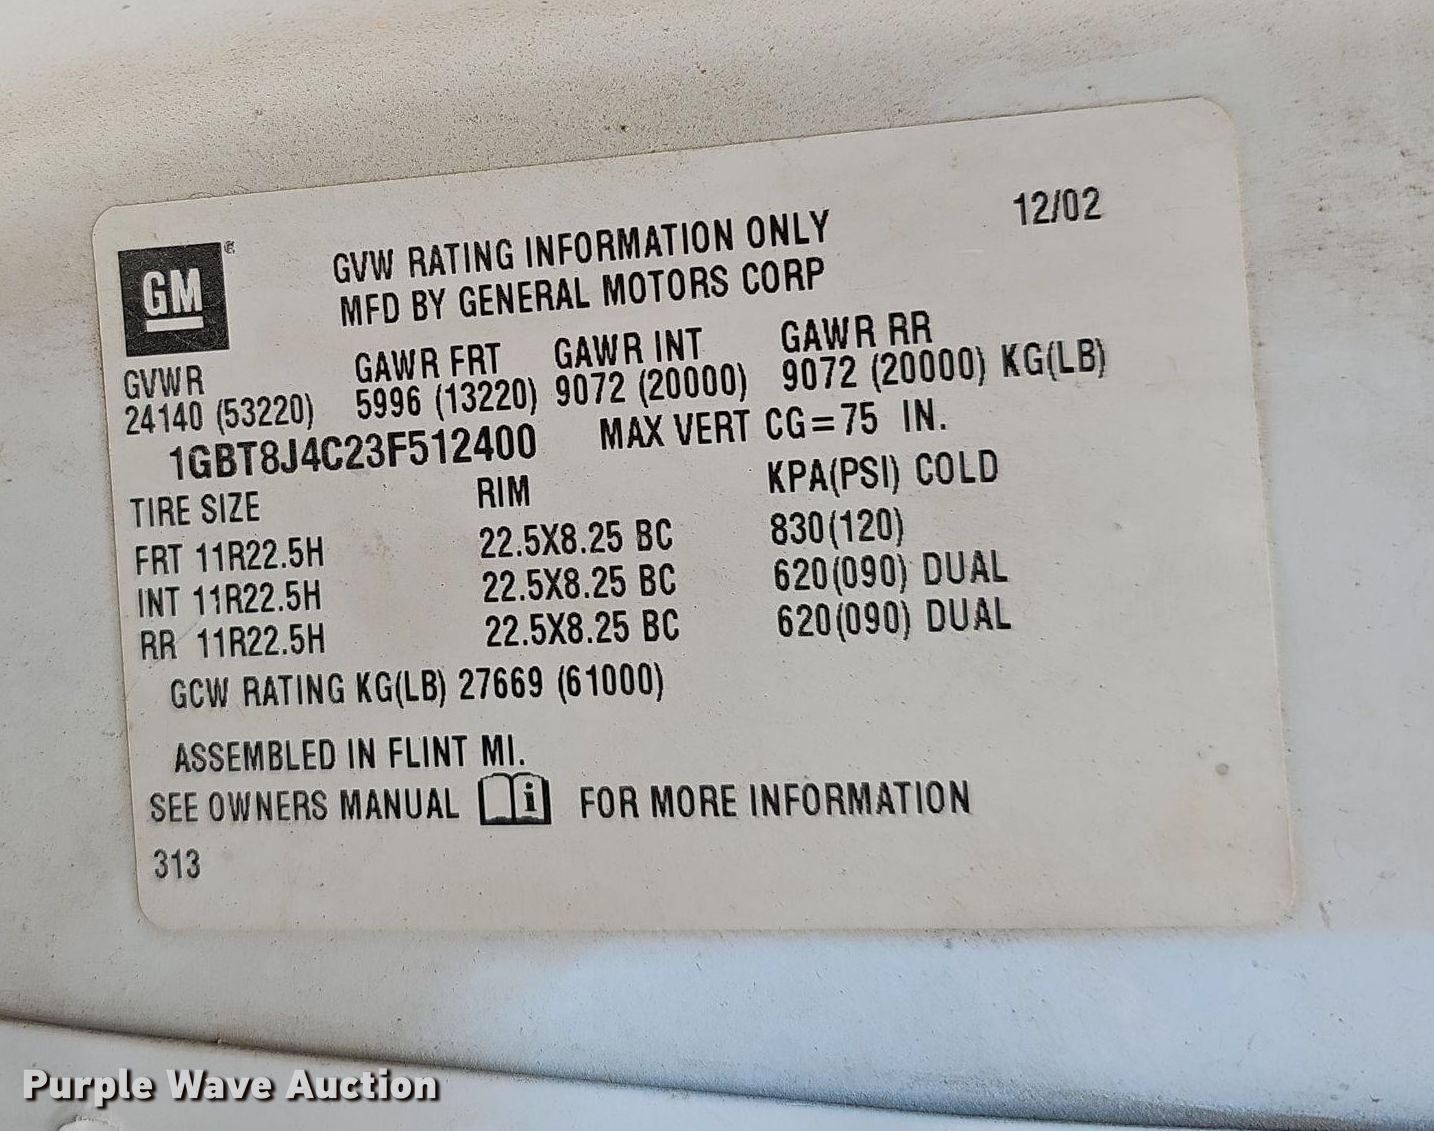 12/02
GM
GVW RATING INFORMATION ONLY
MFD BY GENERAL MOTORS CORP
GVWR GAWR FRT GAWR INT GAWR RR
24140 (53220) 5996 (13220) 9072 (20000) 9072 (20000) KG(LB)
1GBT8J4C23F512400 MAX VERT CG=75 IN.
TIRE SIZE RIM KPA(PSI) COLD
FRT 11R22.5H 22.5X8.25 BC 830(120)
INT 11R22.5H 22.5X8.25 BC 620(090) DUAL
RR 11R22.5H 22.5X8.25 BC 620(090) DUAL
GCW RATING KG(LB) 27669 (61000)
ASSEMBLED IN FLINT MI.
SEE OWNERS MANUAL i FOR MORE INFORMATION
313
Purple Wave Auction